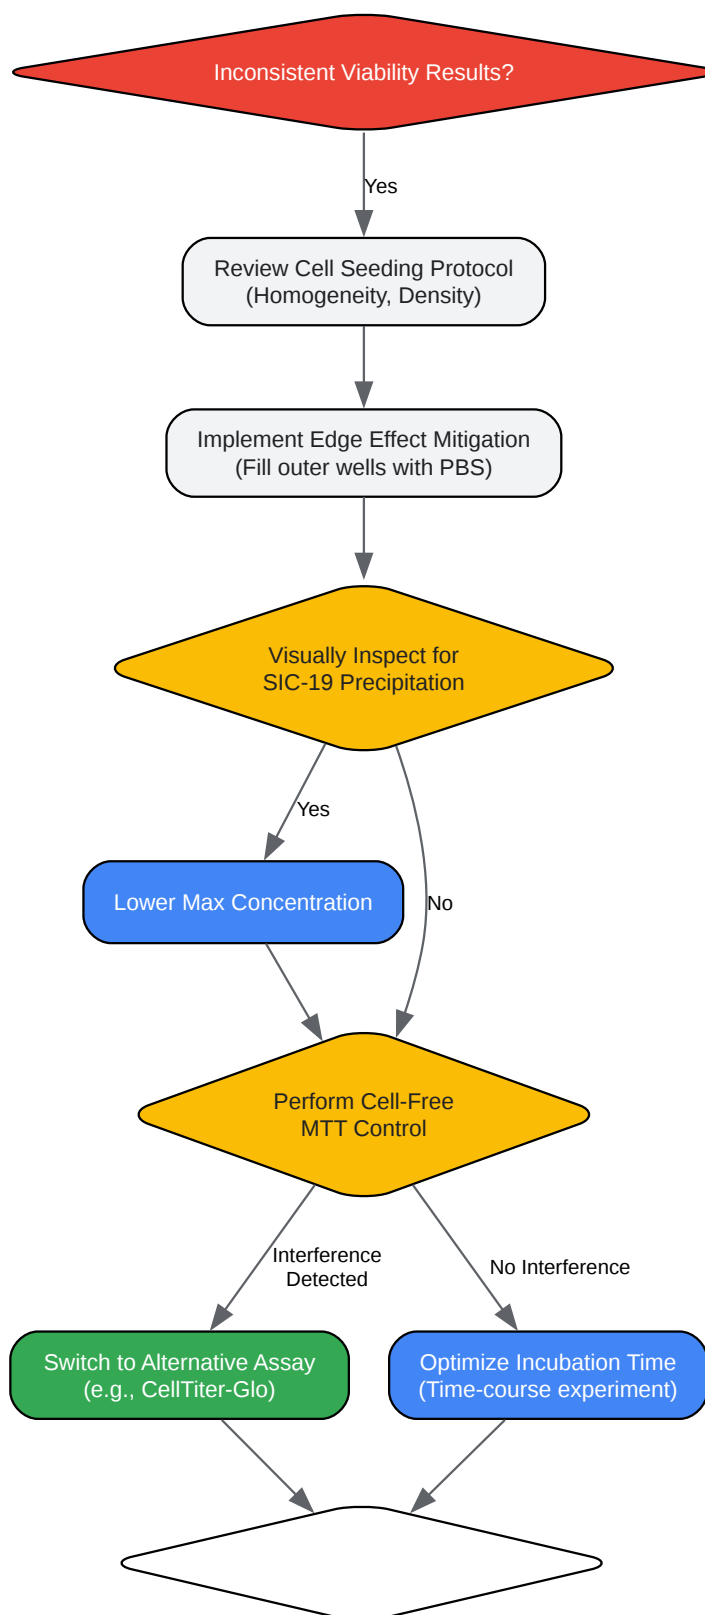 Inconsistent Viability Results?
Yes
Review Cell Seeding Protocol
(Homogeneity, Density)
Implement Edge Effect Mitigation
(Fill outer wells with PBS)
Visually Inspect for
SIC-19 Precipitation
Yes
Lower Max Concentration
No
Perform Cell-Free
MTT Control
Interference
Detected
No Interference
Switch to Alternative Assay
(e.g., CellTiter-Glo)
Optimize Incubation Time
(Time-course experiment)